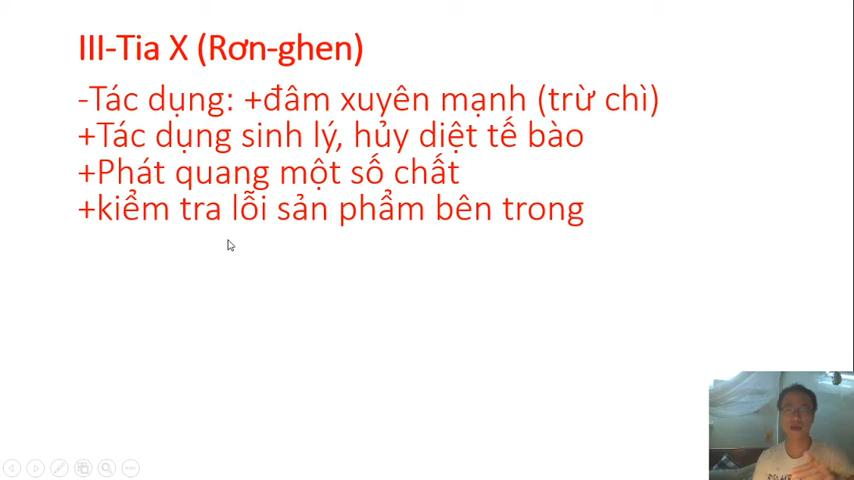 III-Tia X (Rơn-ghen)
-Tác dụng: +đâm xuyên mạnh (trừ chì)
+Tác dụng sinh lý, hủy diệt tế bào
+Phát quang một số chất
+kiểm tra lỗi sản phẩm bên trong